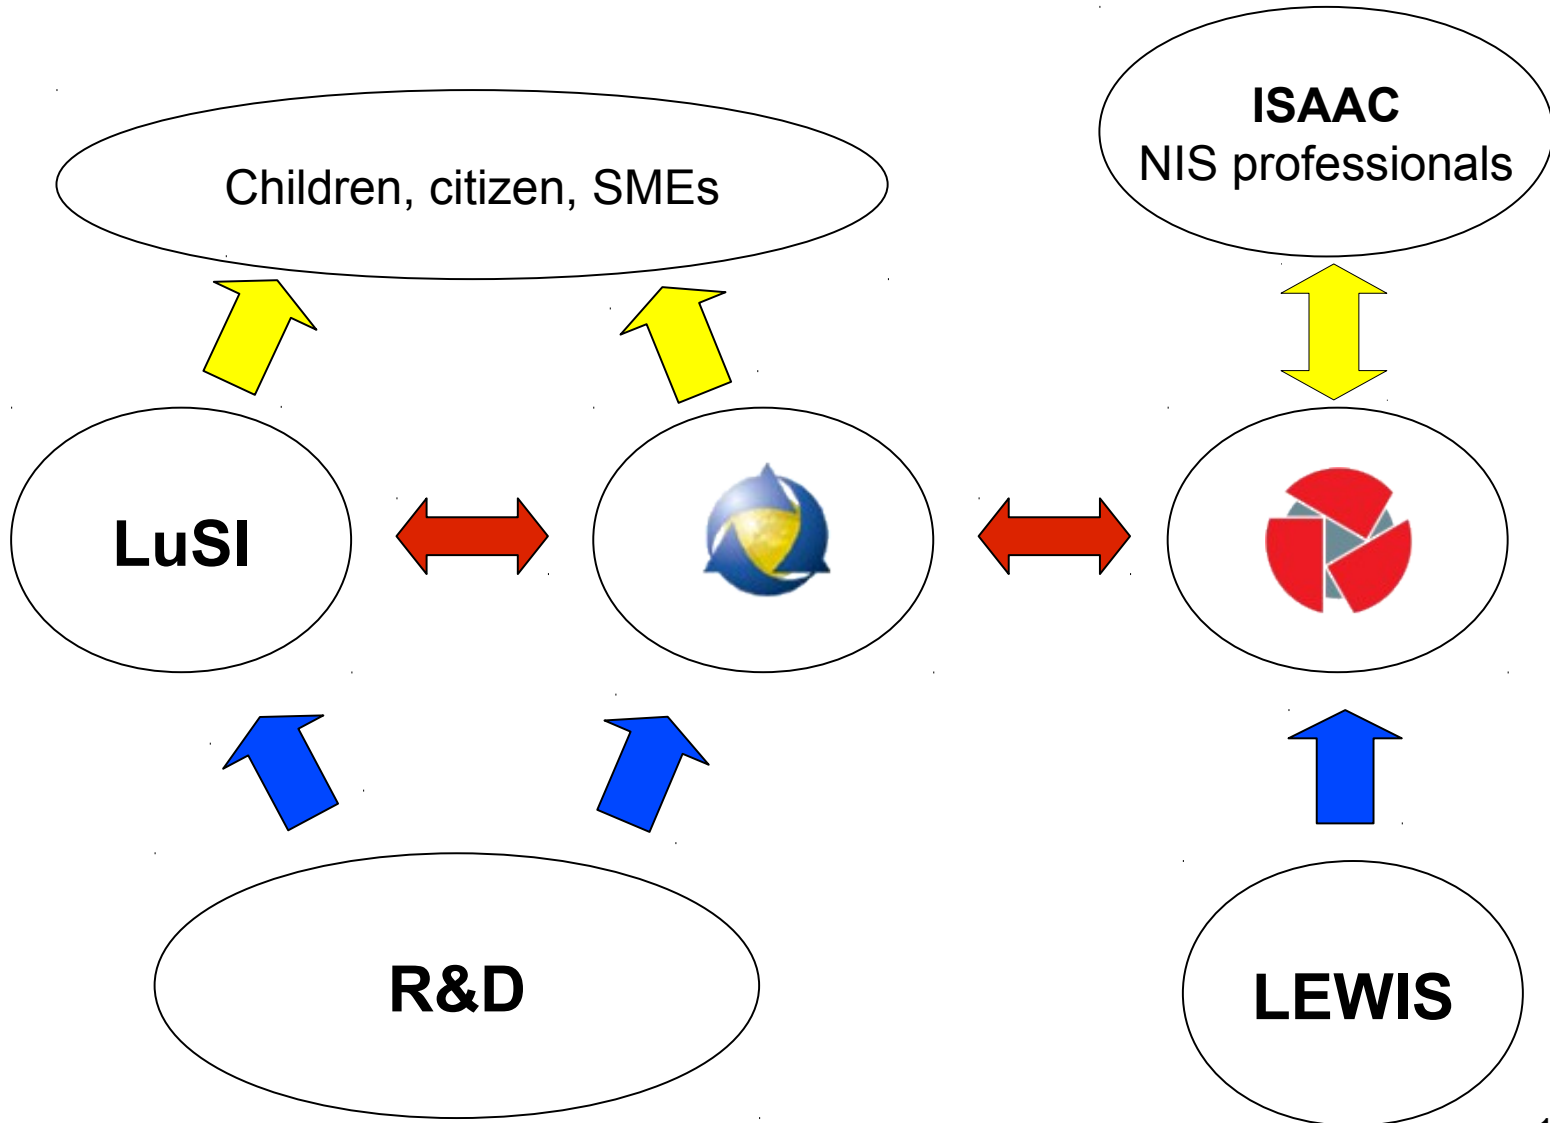 ISAAC
NIS professionals
Children, citizen, SMEs
LuSI
R&D
LEWIS